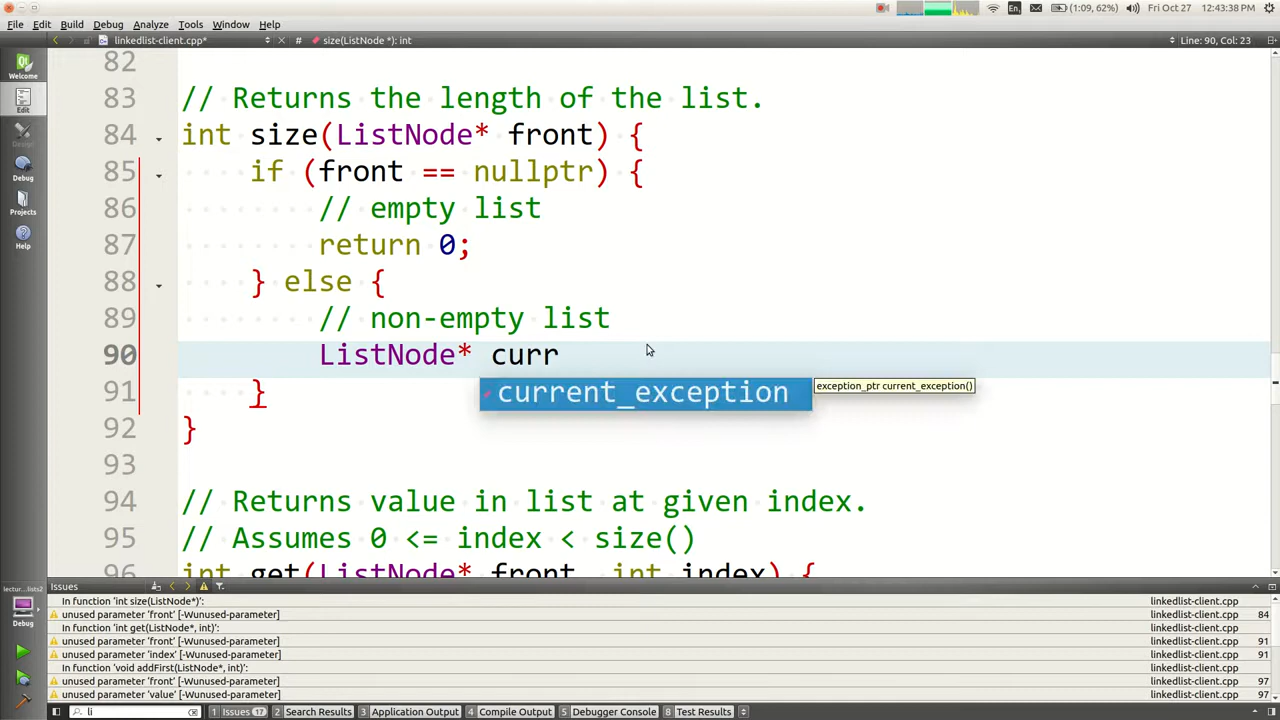 (1:09, 62%) Fri Oct 27 12:43:38 PM
En
File Edit Build Debug Analyze Tools Window Help
linkedlist-client.cpp* # size(ListNode *): int Line: 90, Col: 23
Welcome
Edit
Design
Debug
Projects
Help
82
83 // Returns the length of the list.
84 int size(ListNode* front) {
85 if (front == nullptr) {
86 // empty list
87 return 0;
88 } else {
89 // non-empty list
90 ListNode* curr
current_exception exception_ptr current_exception()
91 }
92 }
93
94 // Returns value in list at given index.
95 // Assumes 0 <= index < size()
96 int get(ListNode* front, int index) {
Issues
In function 'int size(ListNode*)': linkedlist-client.cpp
unused parameter 'front' [-Wunused-parameter] linkedlist-client.cpp 84
In function 'int get(ListNode*, int)': linkedlist-client.cpp
unused parameter 'front' [-Wunused-parameter] linkedlist-client.cpp 91
unused parameter 'index' [-Wunused-parameter] linkedlist-client.cpp 91
In function 'void addFirst(ListNode*, int)': linkedlist-client.cpp
unused parameter 'front' [-Wunused-parameter] linkedlist-client.cpp 97
unused parameter 'value' [-Wunused-parameter] linkedlist-client.cpp 97
lectur...lists2
Debug
li 1 Issues 17 2 Search Results 3 Application Output 4 Compile Output 5 Debugger Console 8 Test Results